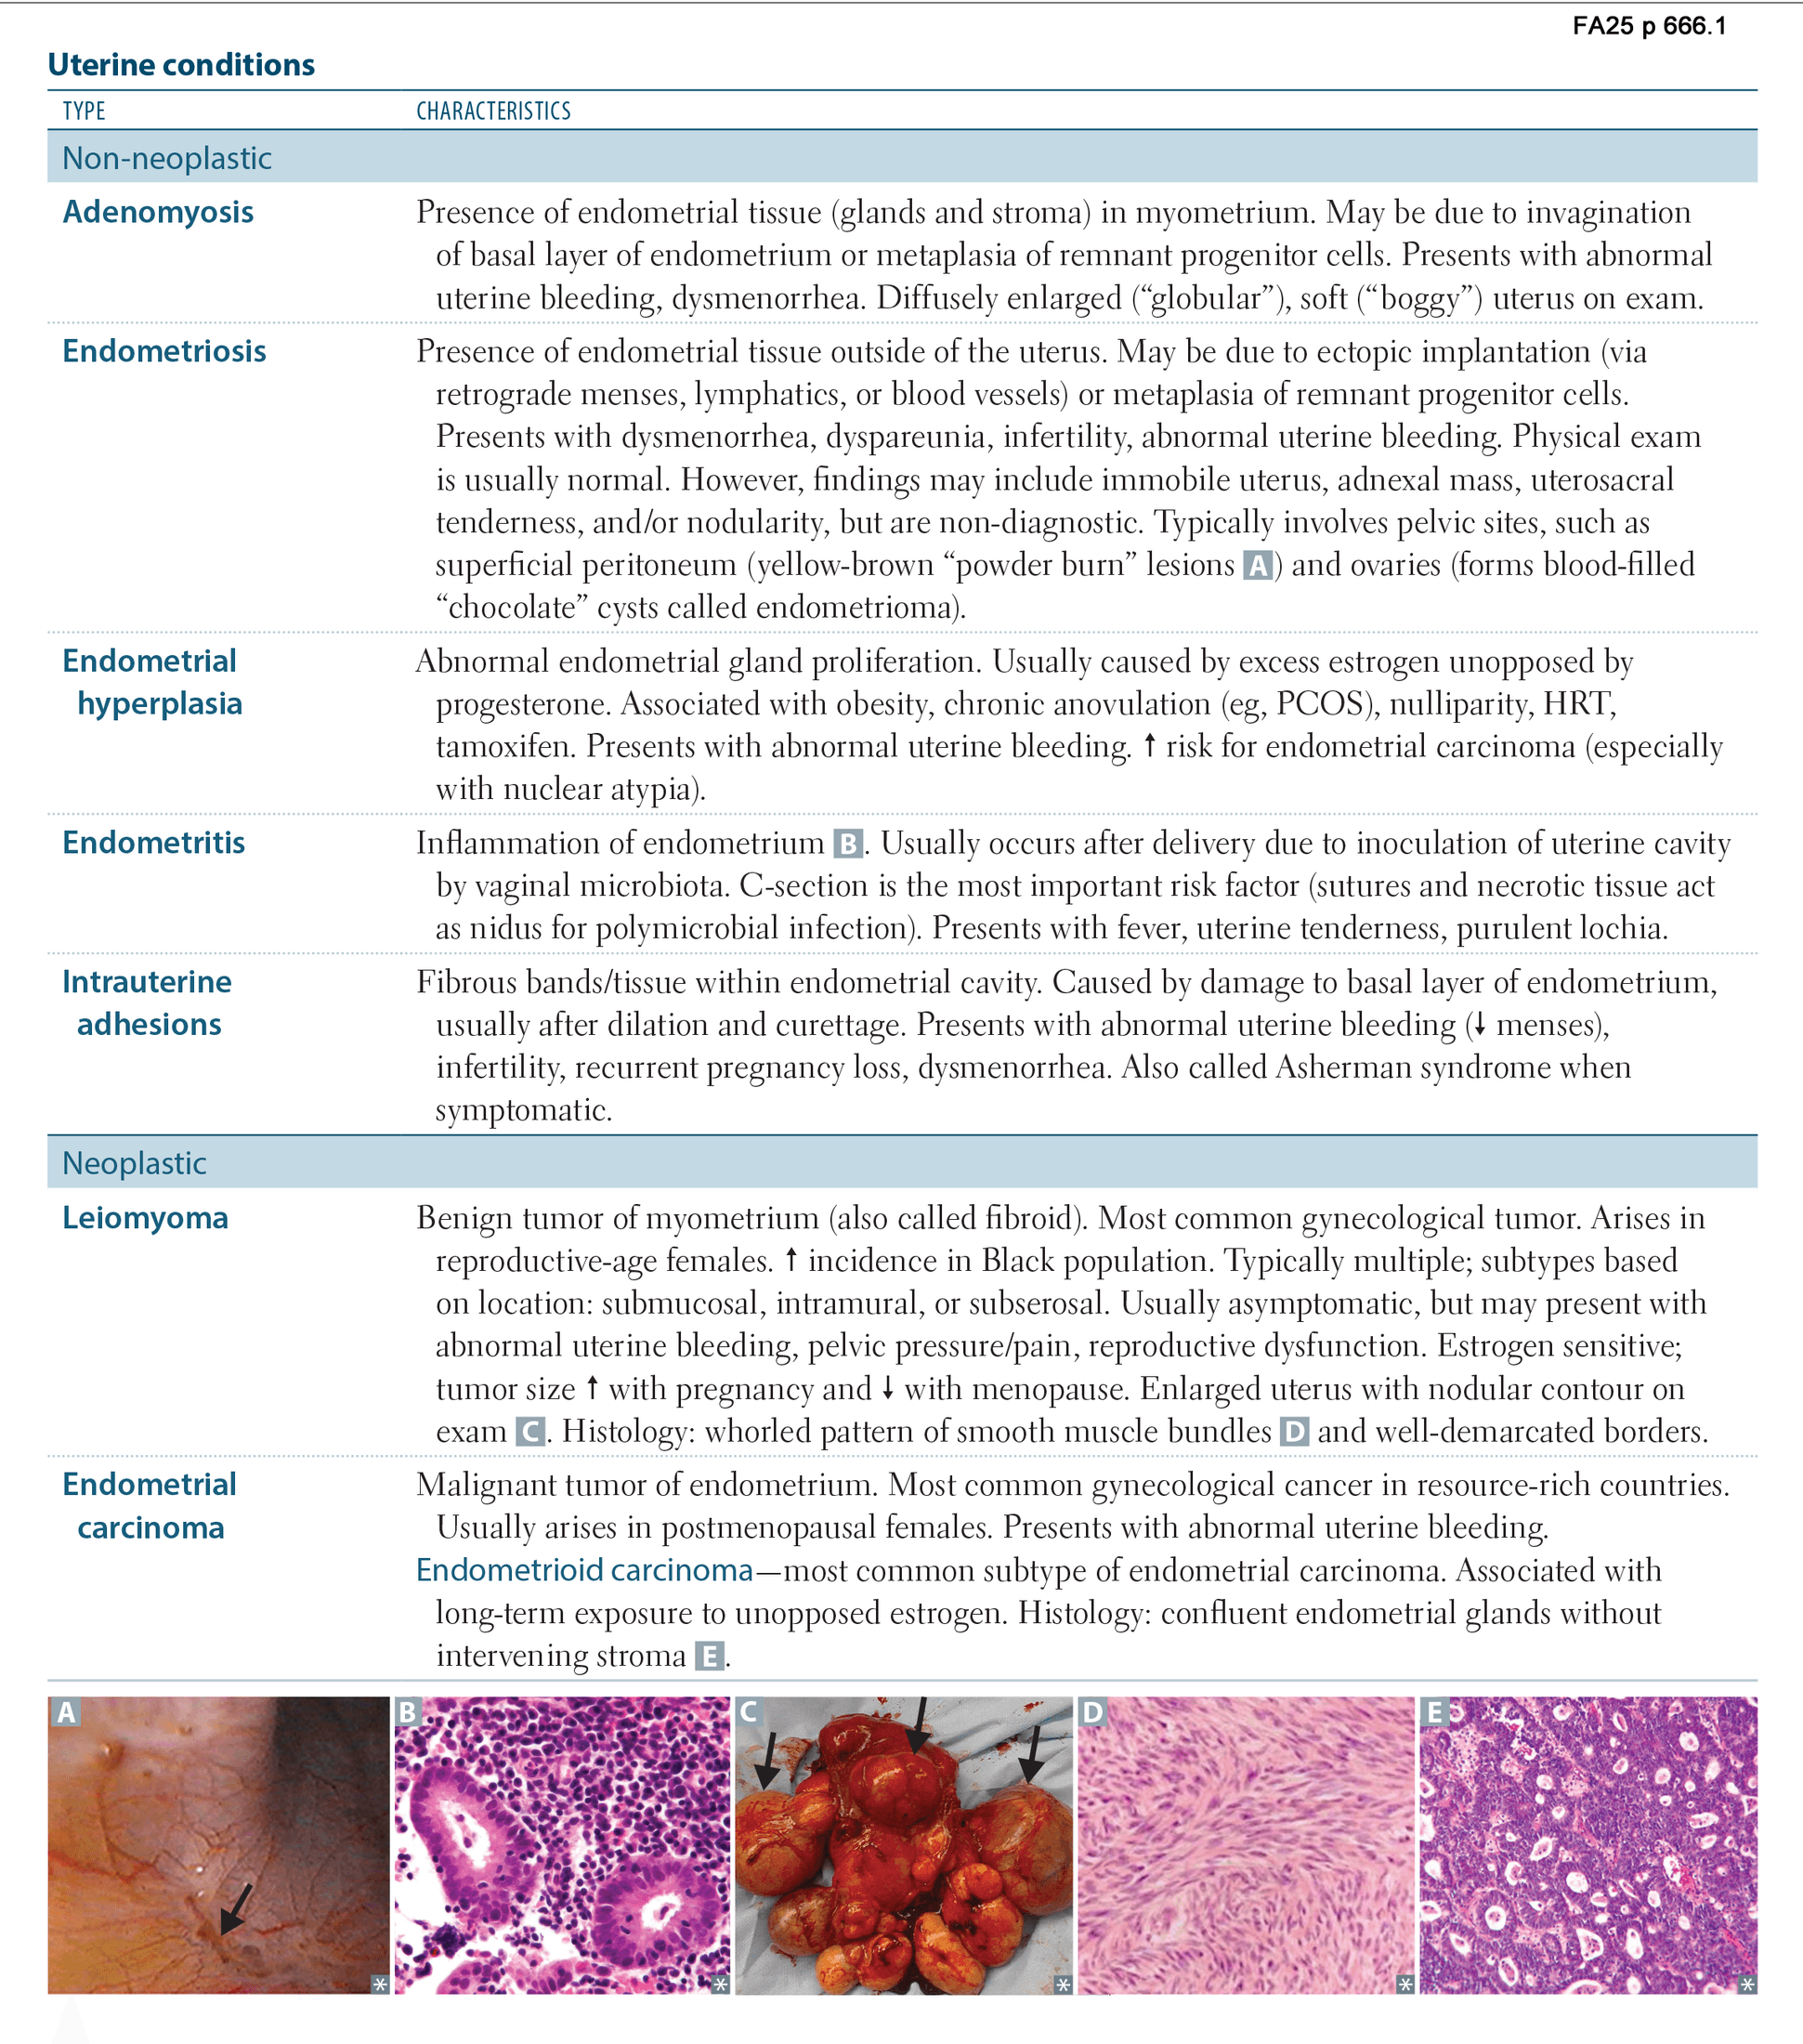 FA25 p 666.1
Uterine conditions
TYPE
CHARACTERISTICS
Non-neoplastic
Adenomyosis
Presence of endometrial tissue (glands and stroma) in myometrium. May be due to invagination
of basal layer of endometrium or metaplasia of remnant progenitor cells. Presents with abnormal
uterine bleeding, dysmenorrhea. Diffusely enlarged (“globular”), soft (“boggy”) uterus on exam.
Endometriosis
Presence of endometrial tissue outside of the uterus. May be due to ectopic implantation (via
retrograde menses, lymphatics, or blood vessels) or metaplasia of remnant progenitor cells.
Presents with dysmenorrhea, dyspareunia, infertility, abnormal uterine bleeding. Physical exam
is usually normal. However, findings may include immobile uterus, adnexal mass, uterosacral
tenderness, and/or nodularity, but are non-diagnostic. Typically involves pelvic sites, such as
superficial peritoneum (yellow-brown “powder burn” lesions A) and ovaries (forms blood-filled
“chocolate” cysts called endometrioma).
Endometrial
hyperplasia
Abnormal endometrial gland proliferation. Usually caused by excess estrogen unopposed by
progesterone. Associated with obesity, chronic anovulation (eg, PCOS), nulliparity, HRT,
tamoxifen. Presents with abnormal uterine bleeding. ↑ risk for endometrial carcinoma (especially
with nuclear atypia).
Endometritis
Inflammation of endometrium B. Usually occurs after delivery due to inoculation of uterine cavity
by vaginal microbiota. C-section is the most important risk factor (sutures and necrotic tissue act
as nidus for polymicrobial infection). Presents with fever, uterine tenderness, purulent lochia.
Intrauterine
adhesions
Fibrous bands/tissue within endometrial cavity. Caused by damage to basal layer of endometrium,
usually after dilation and curettage. Presents with abnormal uterine bleeding (↓ menses),
infertility, recurrent pregnancy loss, dysmenorrhea. Also called Asherman syndrome when
symptomatic.
Neoplastic
Leiomyoma
Benign tumor of myometrium (also called fibroid). Most common gynecological tumor. Arises in
reproductive-age females. ↑ incidence in Black population. Typically multiple; subtypes based
on location: submucosal, intramural, or subserosal. Usually asymptomatic, but may present with
abnormal uterine bleeding, pelvic pressure/pain, reproductive dysfunction. Estrogen sensitive;
tumor size ↑ with pregnancy and ↓ with menopause. Enlarged uterus with nodular contour on
exam C. Histology: whorled pattern of smooth muscle bundles D and well-demarcated borders.
Endometrial
carcinoma
Malignant tumor of endometrium. Most common gynecological cancer in resource-rich countries.
Usually arises in postmenopausal females. Presents with abnormal uterine bleeding.
Endometrioid carcinoma—most common subtype of endometrial carcinoma. Associated with
long-term exposure to unopposed estrogen. Histology: confluent endometrial glands without
intervening stroma E.
A
B
C
D
E